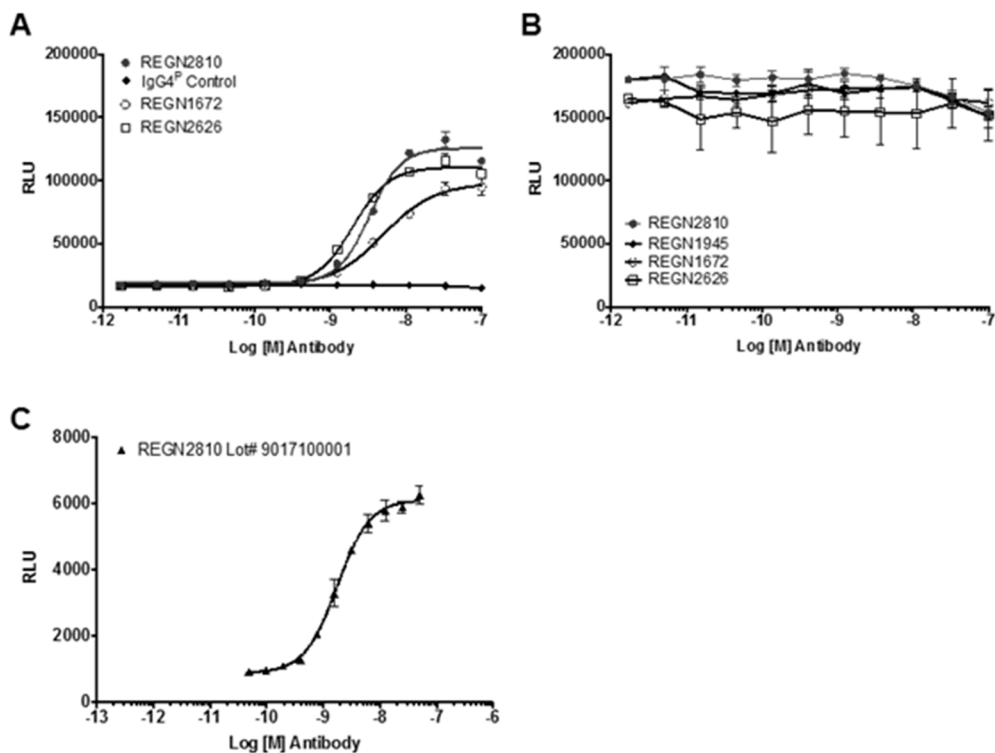 A
200000
150000
100000
50000
0
RLU
REGN2810
IgG4P Control
REGN1672
REGN2626
-12
-11
-10
-9
-8
-7
Log [M] Antibody
B
200000
150000
100000
50000
0
RLU
REGN2810
REGN1945
REGN1672
REGN2626
-12
-11
-10
-9
-8
-7
Log [M] Antibody
C
8000
6000
4000
2000
0
RLU
REGN2810 Lot# 9017100001
-13
-12
-11
-10
-9
-8
-7
-6
Log [M] Antibody